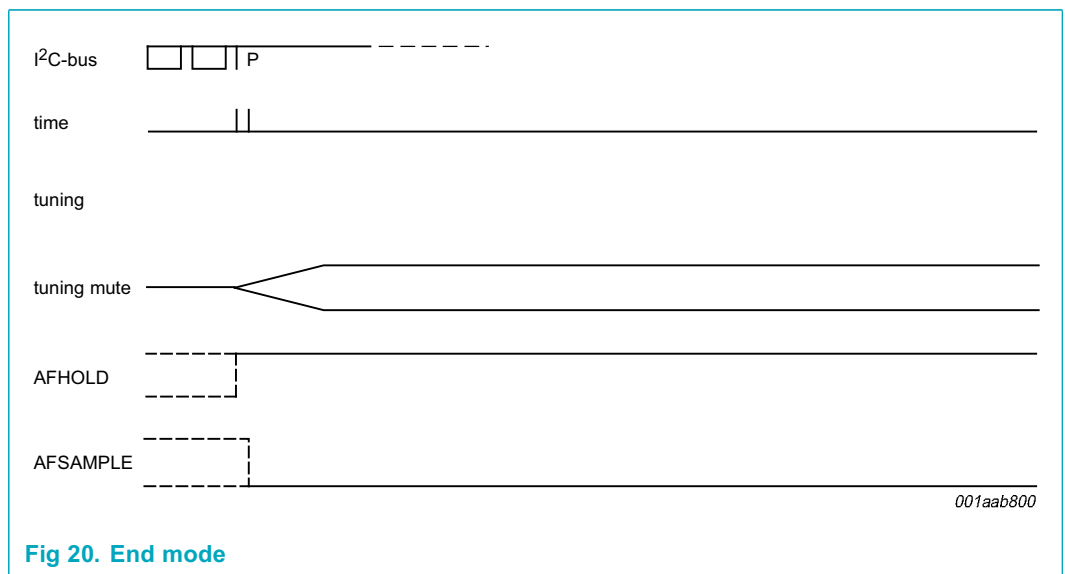 I²C-bus
P
time
tuning
tuning mute
AFHOLD
AFSAMPLE
001aab800
Fig 20. End mode